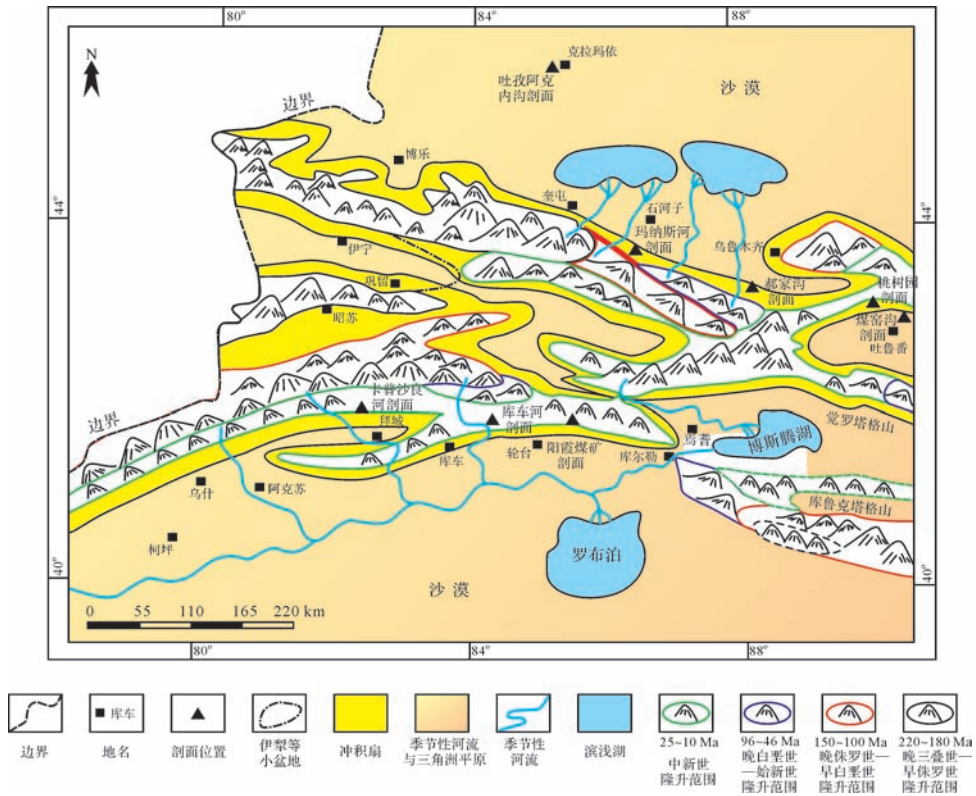 80° 84° 88°
N
克拉玛依
吐孜阿克
内沟剖面
沙漠
边界
博乐
44°
44°
奎屯
石河子
玛纳斯河
剖面
乌鲁木齐
伊宁
巩留
昭苏
郝家沟
剖面
桃树园
剖面
煤窑沟
剖面
吐鲁番
边界
卡普沙良
河剖面
拜城
库车河
剖面
库车
轮台
阳霞煤矿
剖面
焉耆
库尔勒
博斯腾湖
觉罗塔格山
库鲁克塔格山
乌什
阿克苏
柯坪
罗布泊
40°
40°
沙漠
0 55 110 165 220 km
80° 84° 88°
库车
边界
地名
剖面位置
伊犁等
小盆地
冲积扇
季节性河流
与三角洲平原
季节性
河流
滨浅湖
25~10 Ma
中新世
隆升范围
96~46 Ma
晚白垩世
—始新世
隆升范围
150~100 Ma
晚侏罗世—
早白垩世
隆升范围
220~180 Ma
晚三叠世—
早侏罗世
隆升范围